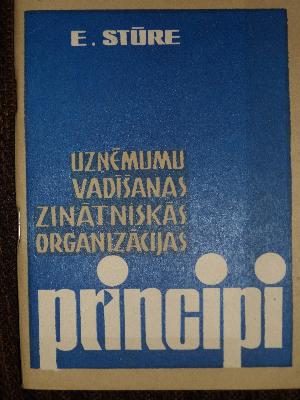 E. STŪRE
UZŅĒMUMU
VADĪŠANAS
ZINĀTNISKĀS
ORGANIZĀCIJAS
principi